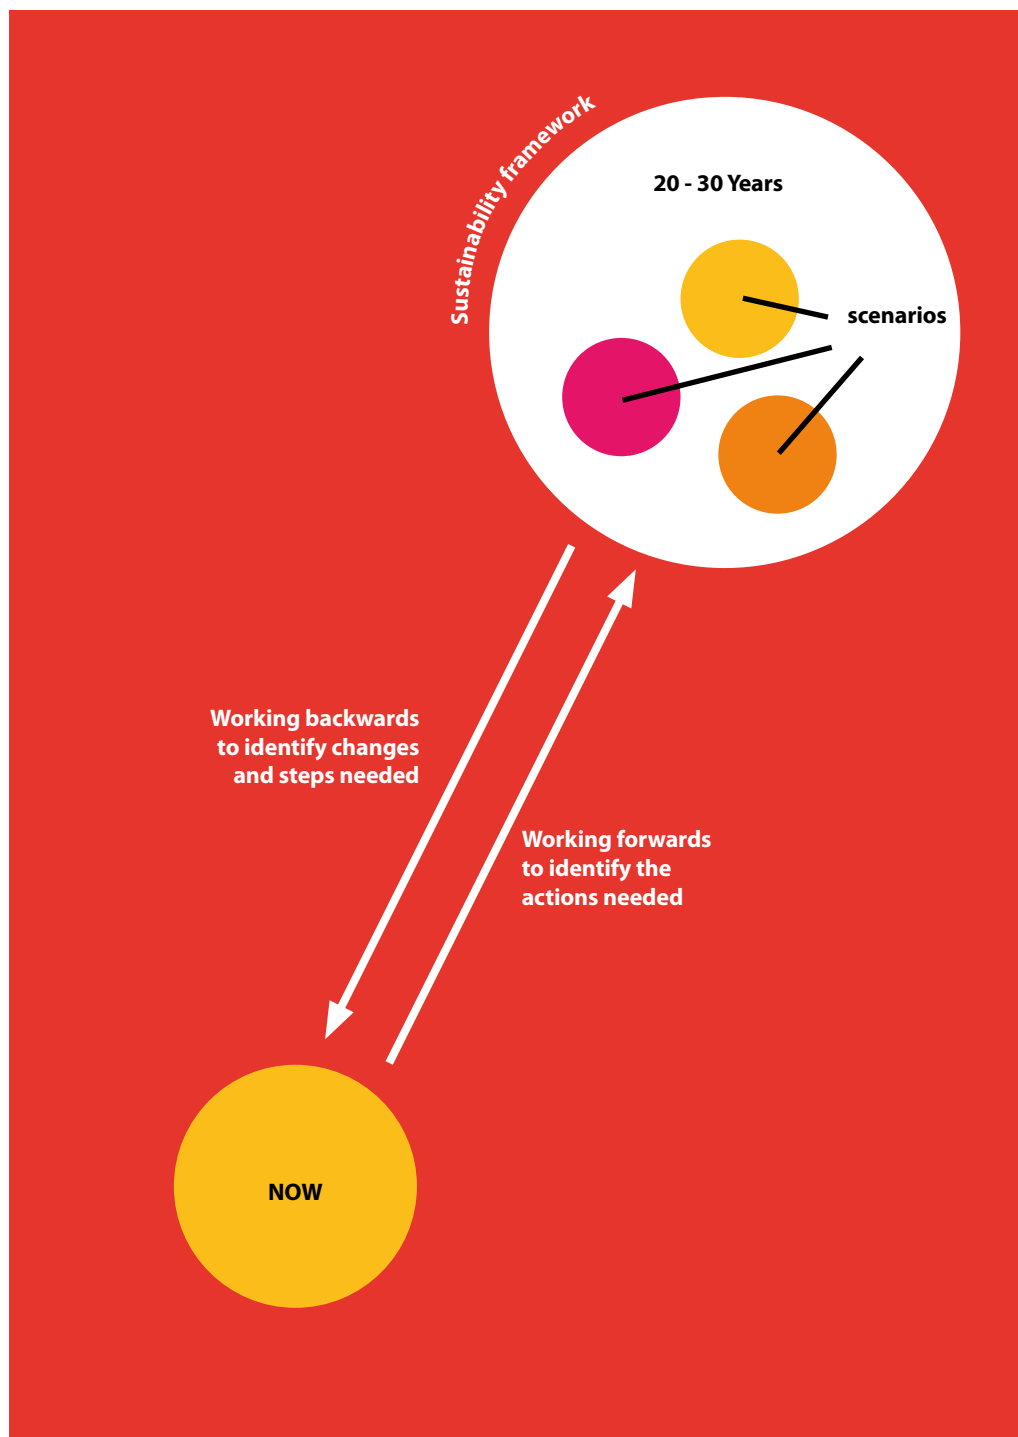 Sustainability framework
20 - 30 Years
scenarios
Working backwards
to identify changes
and steps needed
Working forwards
to identify the
actions needed
NOW